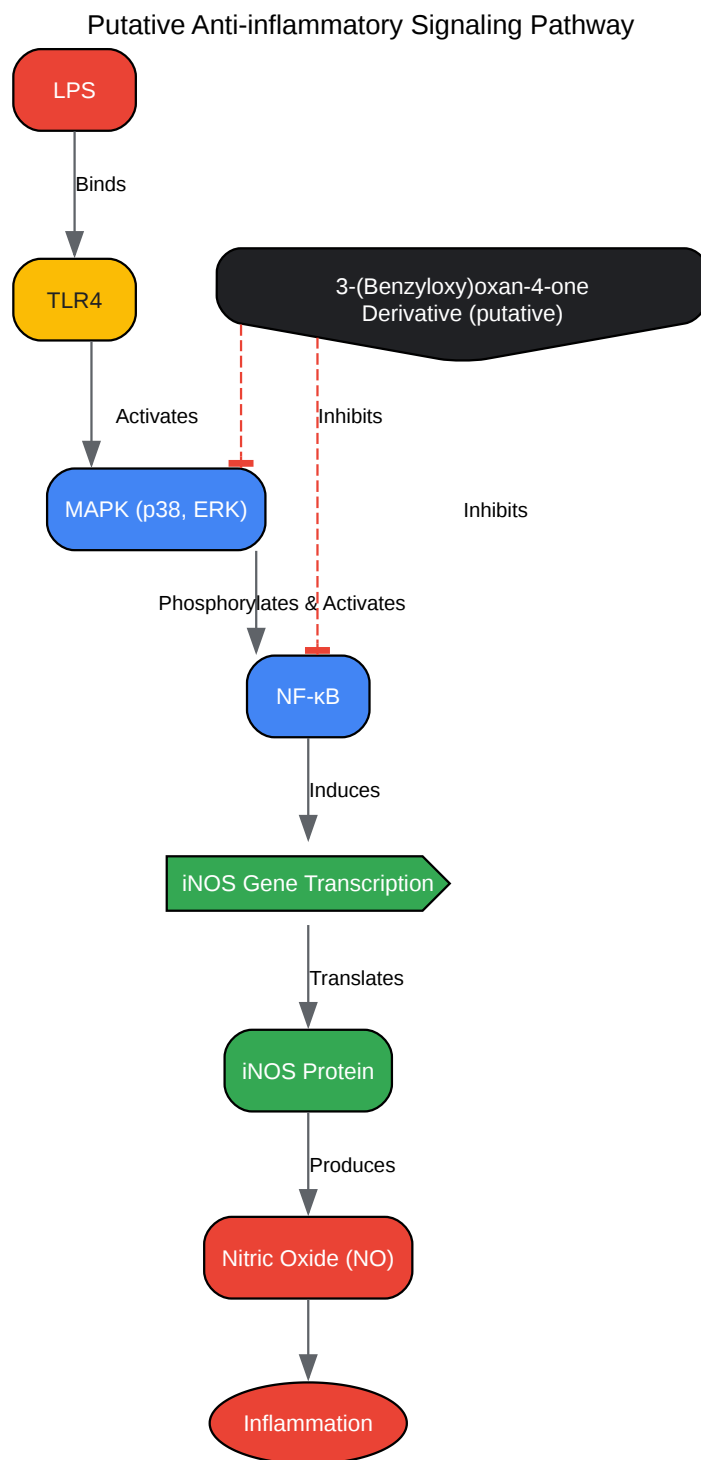 Putative Anti-inflammatory Signaling Pathway
LPS
Binds
TLR4
3-(Benzyloxy)oxan-4-one
Derivative (putative)
Activates
Inhibits
MAPK (p38, ERK)
Inhibits
Phosphorylates & Activates
NF-κB
Induces
iNOS Gene Transcription
Translates
iNOS Protein
Produces
Nitric Oxide (NO)
Inflammation